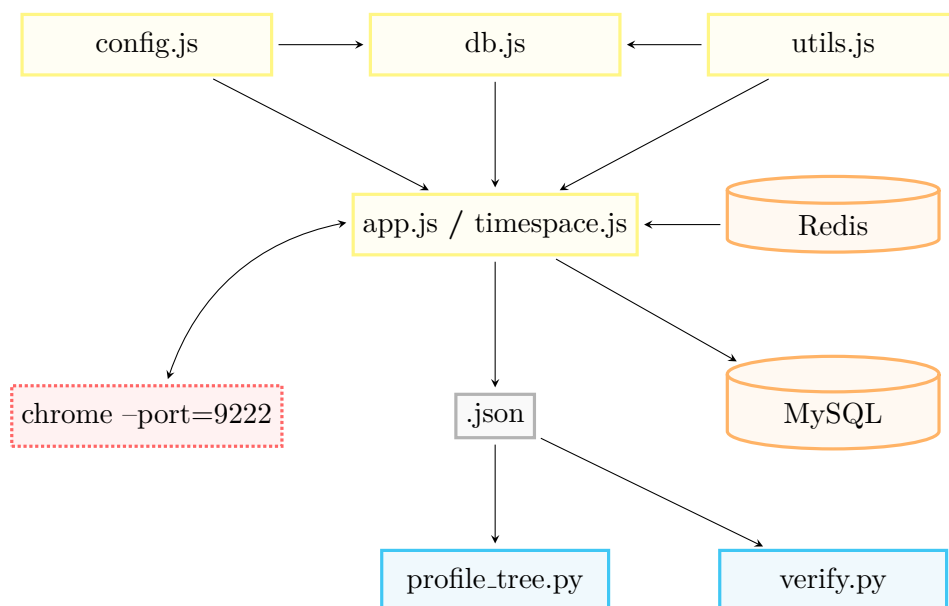 config.js
db.js
utils.js
app.js / timespace.js
Redis
chrome –port=9222
.json
MySQL
profile_tree.py
verify.py